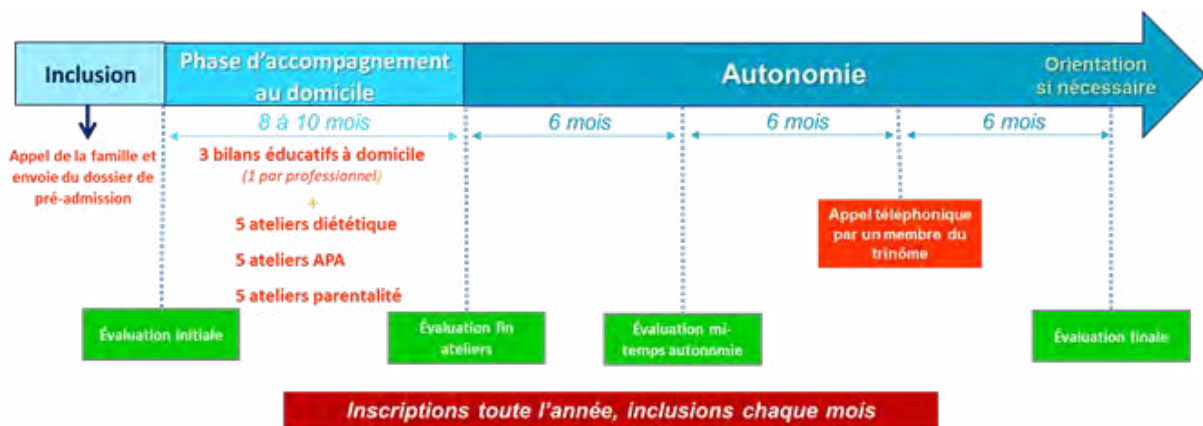 Inclusion
Phase d'accompagnement
au domicile
Autonomie
Orientation
si nécessaire
8 à 10 mois
6 mois
6 mois
6 mois
Appel de la famille et
envoie du dossier de
pré-admission
3 bilans éducatifs à domicile
(1 par professionnel)
+
5 ateliers diététique
5 ateliers APA
5 ateliers parentalité
Appel téléphonique
par un membre du
trinôme
Évaluation initiale
Évaluation fin
ateliers
Évaluation mi-
temps autonomie
Évaluation finale
Inscriptions toute l'année, inclusions chaque mois